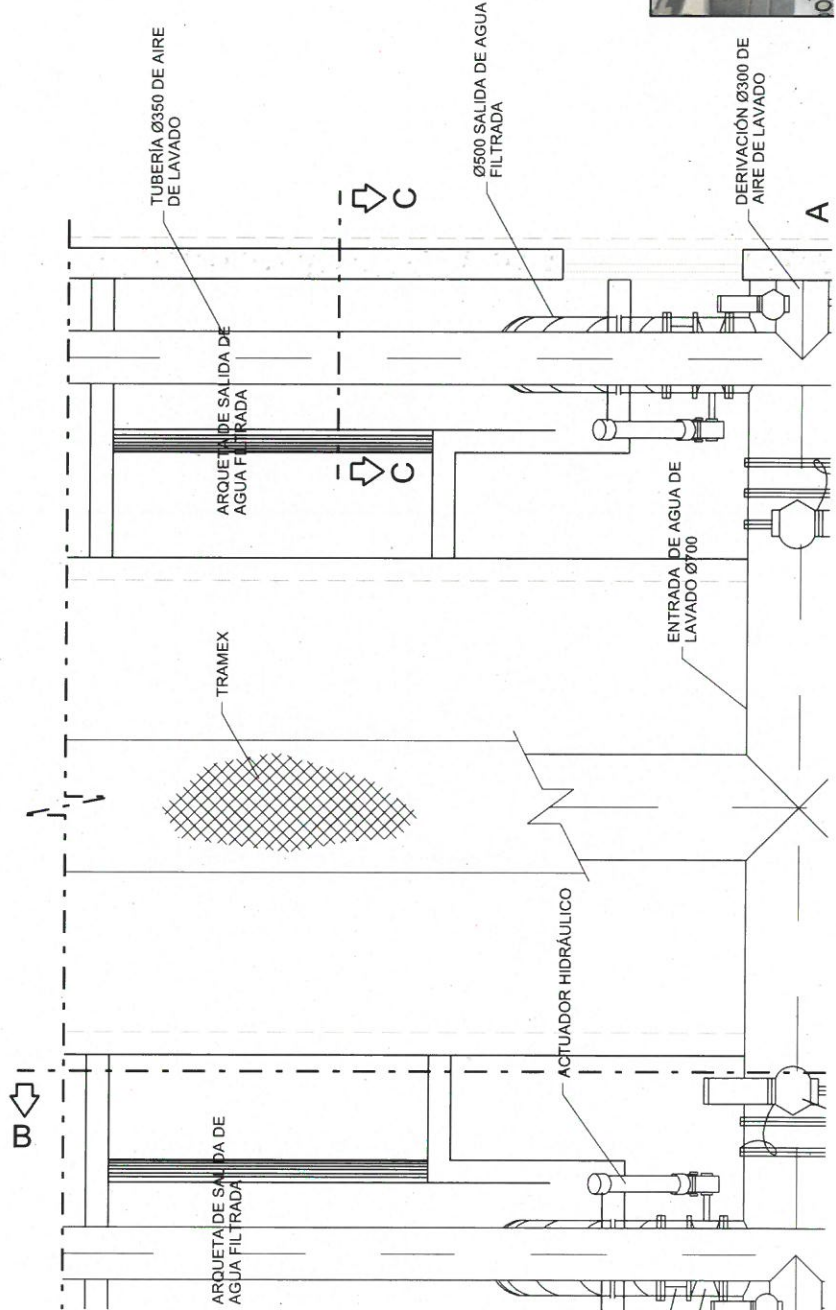 TUBERÍA Ø350 DE AIRE
DE LAVADO
ARQUETA DE SALIDA DE
AGUA FILTRADA
C
C
Ø500 SALIDA DE AGUA
FILTRADA
DERIVACIÓN Ø300 DE
AIRE DE LAVADO
A
TRAMEX
ENTRADA DE AGUA DE
LAVADO Ø700
ACTUADOR HIDRÁULICO
B
ARQUETA DE SALIDA DE
AGUA FILTRADA